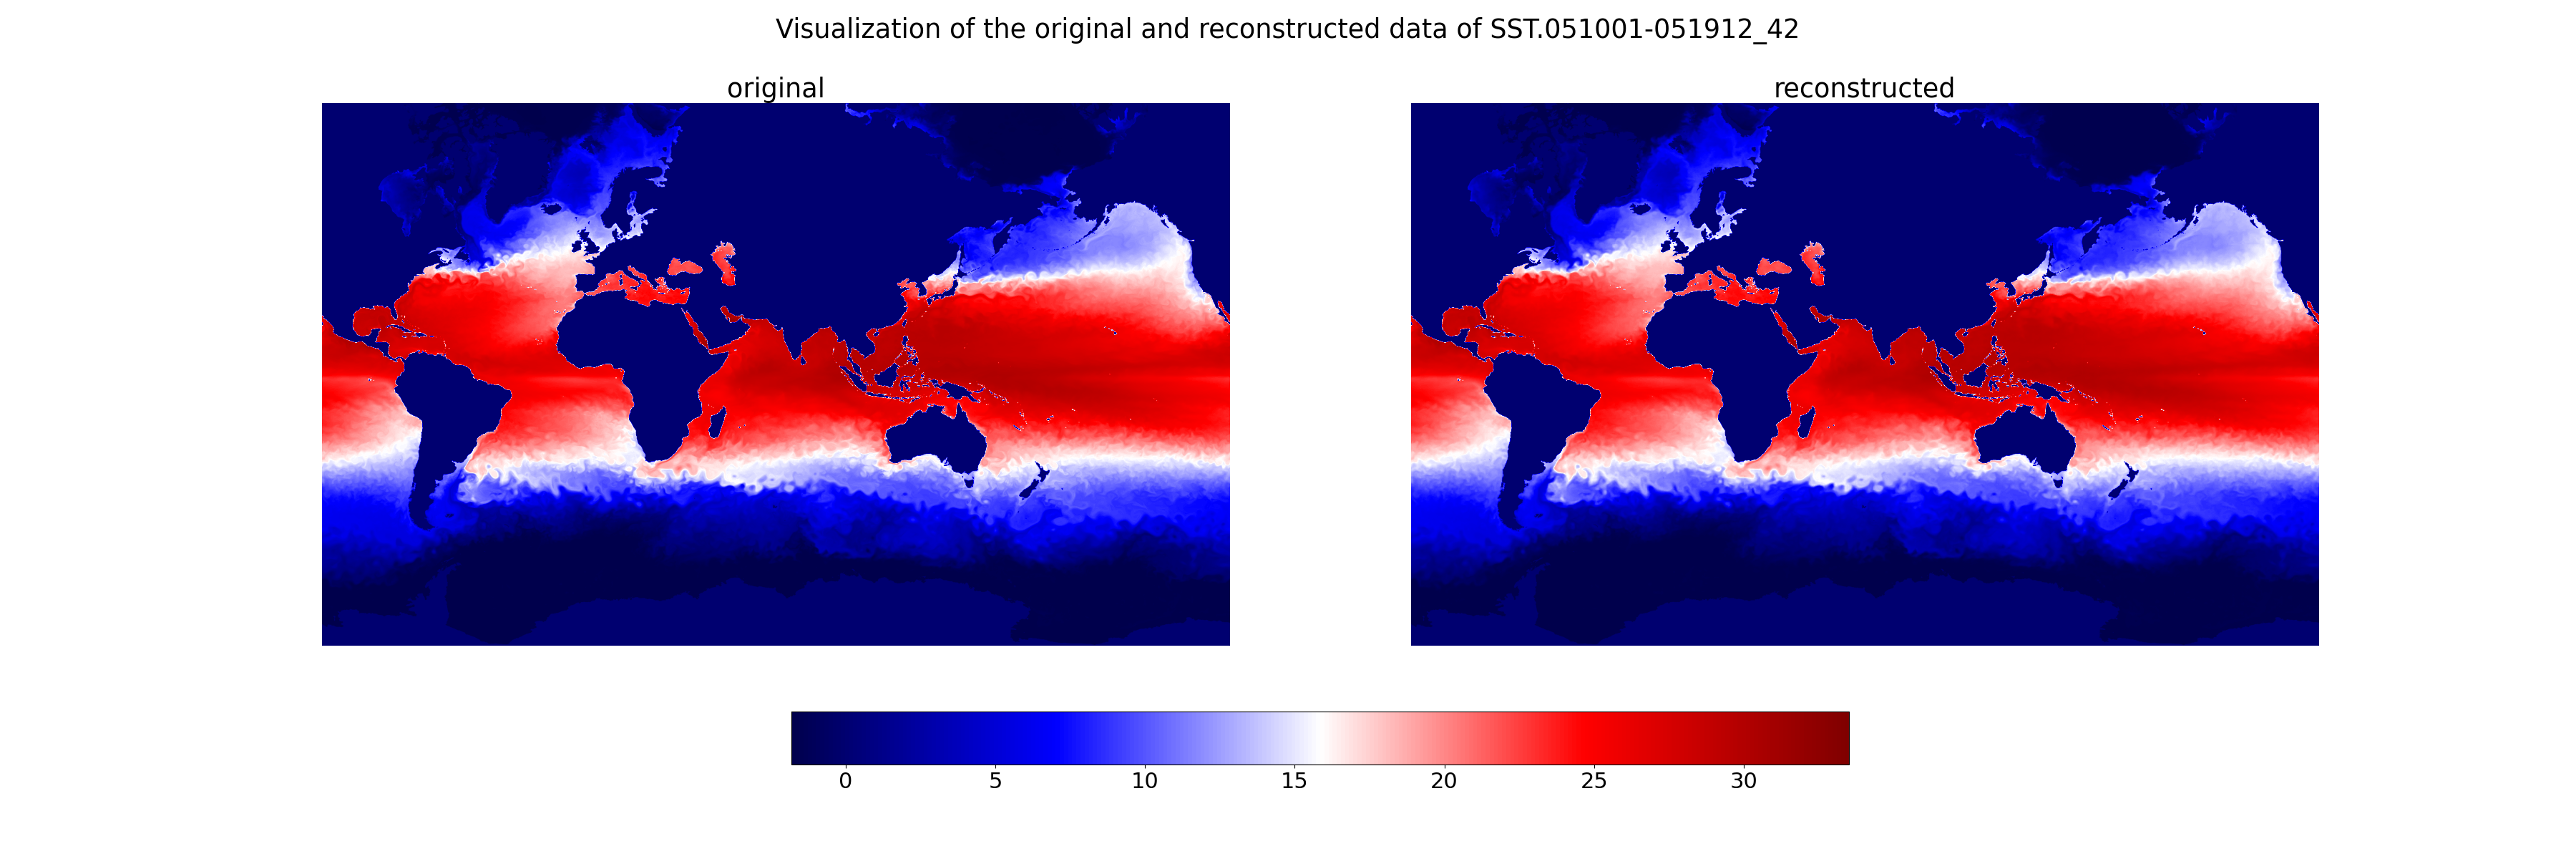 Visualization of the original and reconstructed data of SST.051001-051912_42
original
reconstructed
0 5 10 15 20 25 30